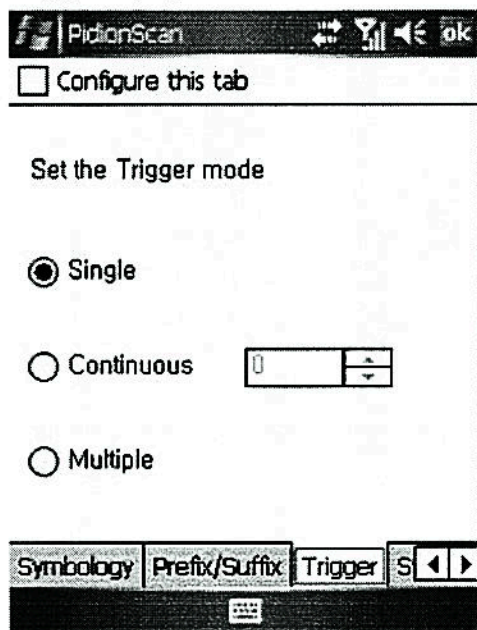 PidionScan ok
Configure this tab
Set the Trigger mode
Single
Continuous 0
Multiple
Symbology Prefix/Suffix Trigger S